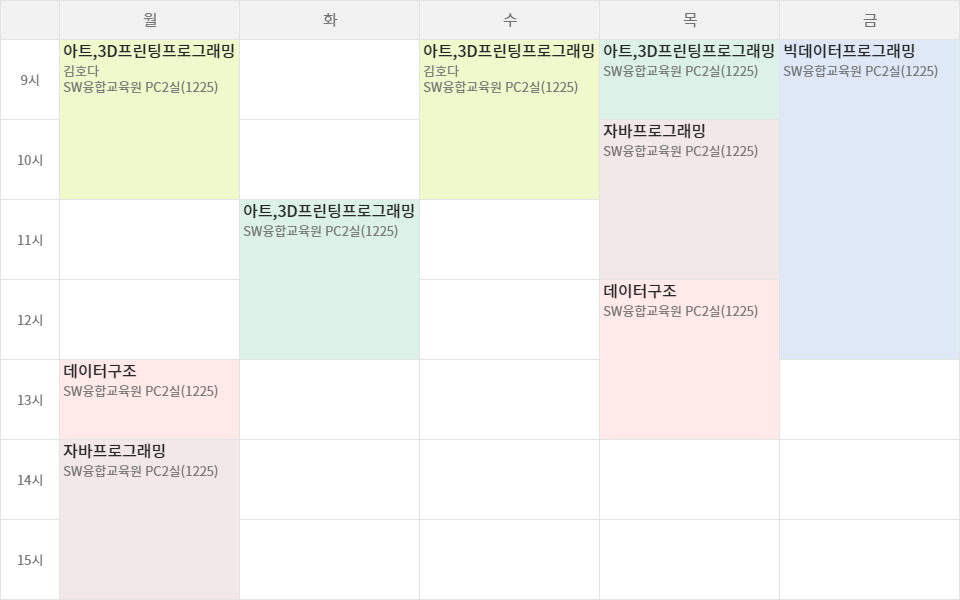 월 화 수 목 금
9시
아트,3D프린팅프로그래밍
김호다
SW융합교육원 PC2실(1225)
아트,3D프린팅프로그래밍
김호다
SW융합교육원 PC2실(1225)
아트,3D프린팅프로그래밍
SW융합교육원 PC2실(1225)
빅데이터프로그래밍
SW융합교육원 PC2실(1225)
10시
자바프로그래밍
SW융합교육원 PC2실(1225)
11시
아트,3D프린팅프로그래밍
SW융합교육원 PC2실(1225)
12시
데이터구조
SW융합교육원 PC2실(1225)
13시
데이터구조
SW융합교육원 PC2실(1225)
14시
자바프로그래밍
SW융합교육원 PC2실(1225)
15시